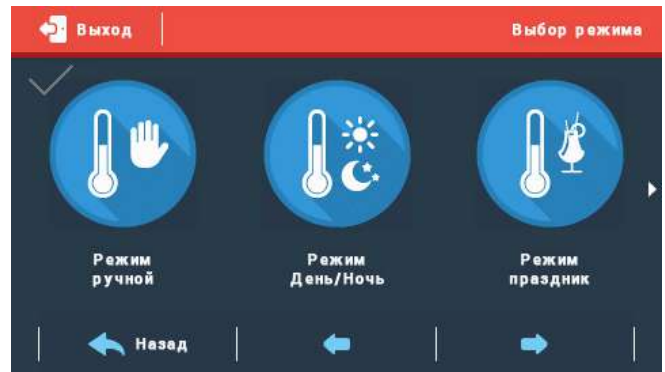 Выход
Выбор режима
Режим
ручной
Режим
День/Ночь
Режим
праздник
Назад